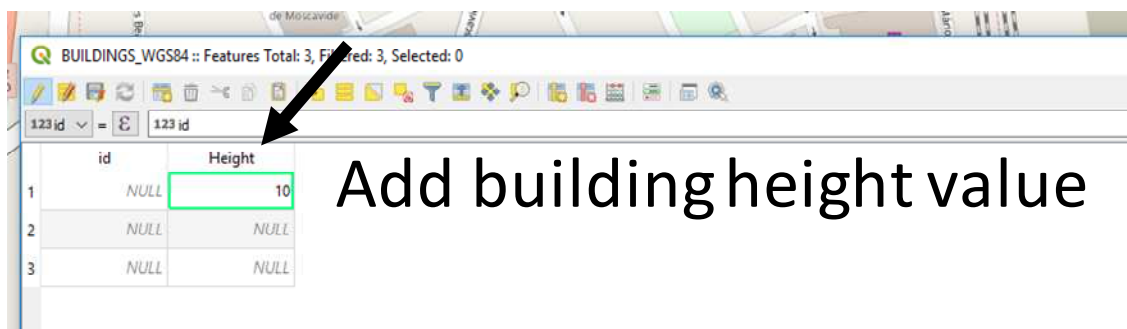 de Moscavide
BUILDINGS_WGS84 :: Features Total: 3, Filtered: 3, Selected: 0
123 id = ε 123 id
id Height
1 NULL 10
2 NULL NULL
3 NULL NULL
Add building height value